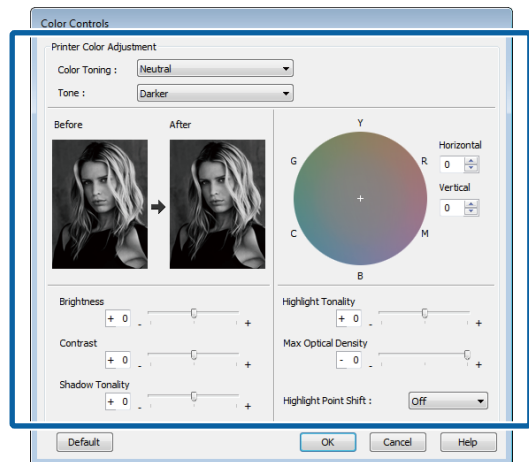 Color Controls
Printer Color Adjustment
Color Toning : Neutral
Tone : Darker
Before After
Y
G R
C M
B
Horizontal
0
Vertical
0
Brightness
+ 0 - +
Contrast
+ 0 - +
Shadow Tonality
+ 0 - +
Highlight Tonality
+ 0 - +
Max Optical Density
- 0 - +
Highlight Point Shift : Off
Default OK Cancel Help